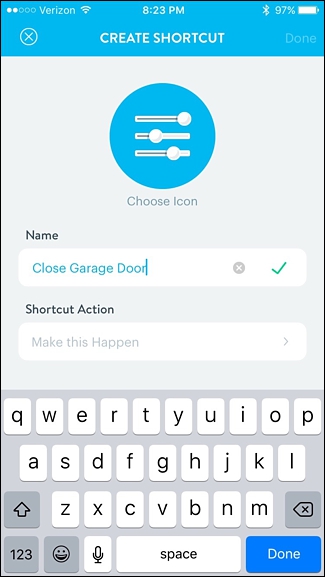 Verizon 8:23 PM 97%
CREATE SHORTCUT Done
Choose Icon
Name
Close Garage Door
Shortcut Action
Make this Happen
q w e r t y u i o p
a s d f g h j k l
z x c v b n m
123 space Done